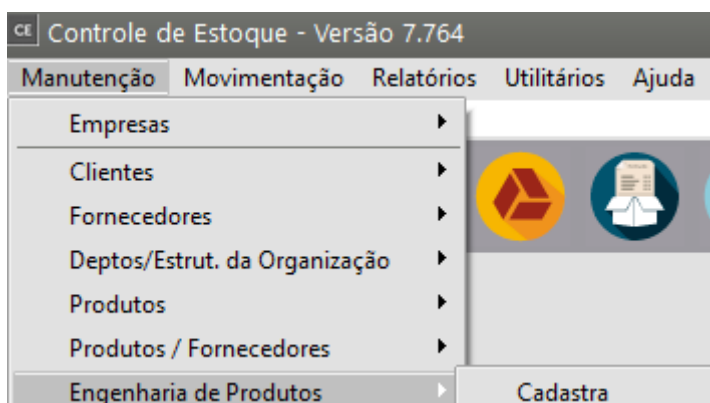 CE Controle de Estoque - Versão 7.764
Manutenção Movimentação Relatórios Utilitários Ajuda
Empresas
Clientes
Fornecedores
Deptos/Estrut. da Organização
Produtos
Produtos / Fornecedores
Engenharia de Produtos Cadastra